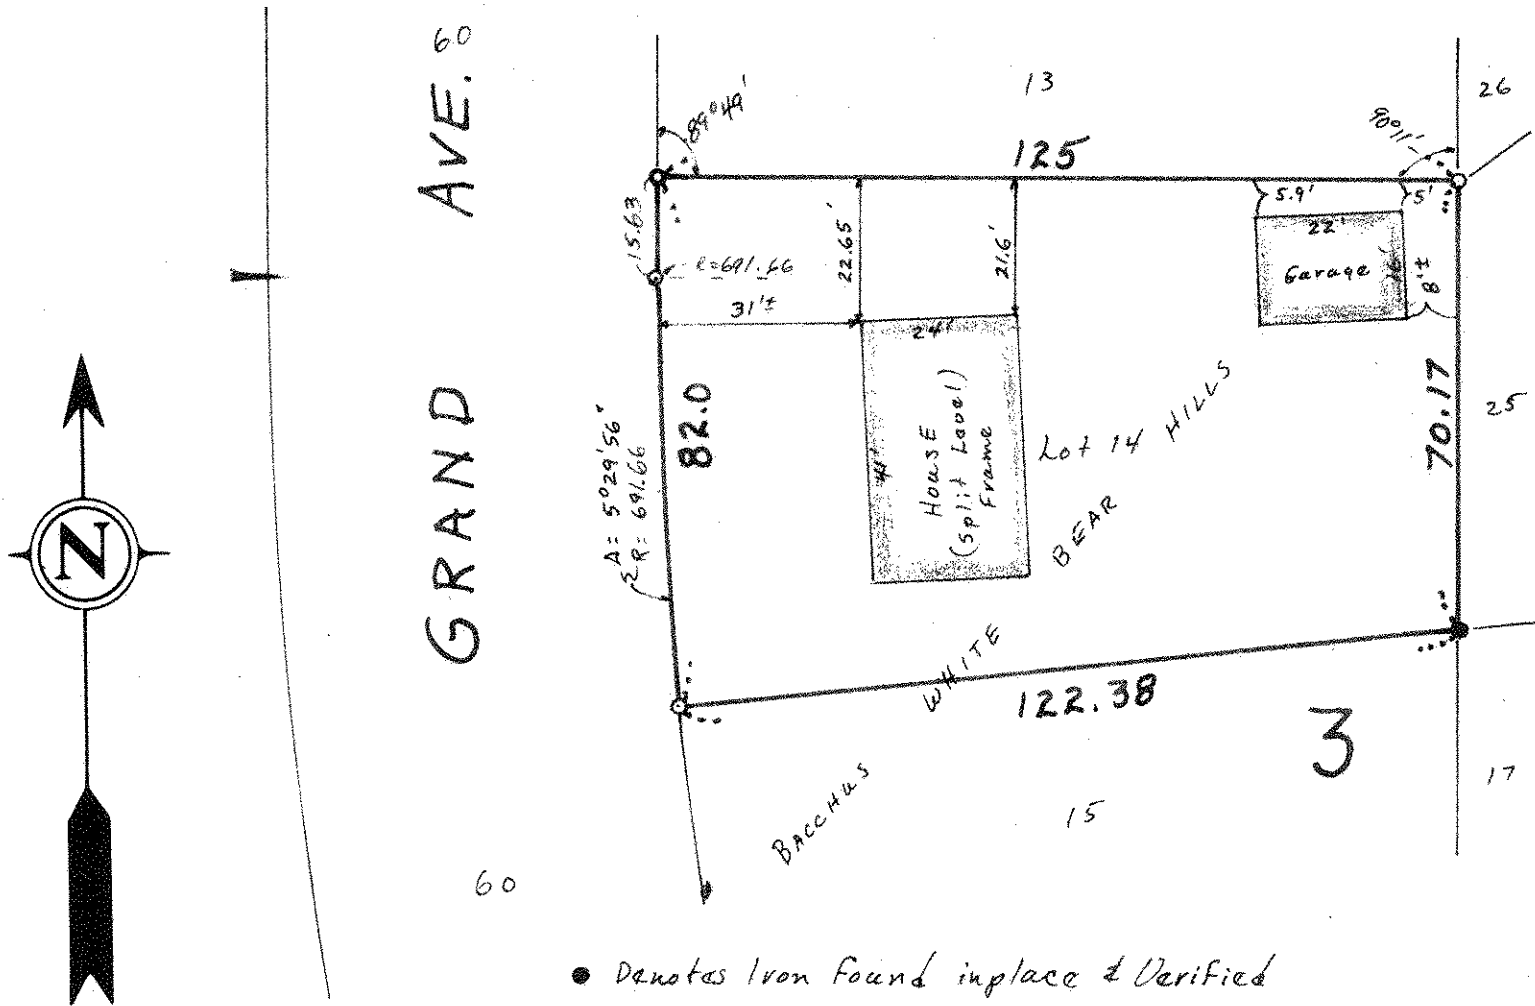 60
GRAND AVE.
13
26
89°49'
125
90°11'
15.63
22.65'
21.6'
5.9'
5'
22'
Garage
16'
8'±
R=691.66
31'±
24'
82.0
Δ= 5°29'56"
R= 691.66
41'
House
(Split Level)
Frame
Lot 14
BACCHUS WHITE BEAR HILLS
70.17
25
N
122.38
3
17
15
60
Denotes Iron Found inplace & Verified